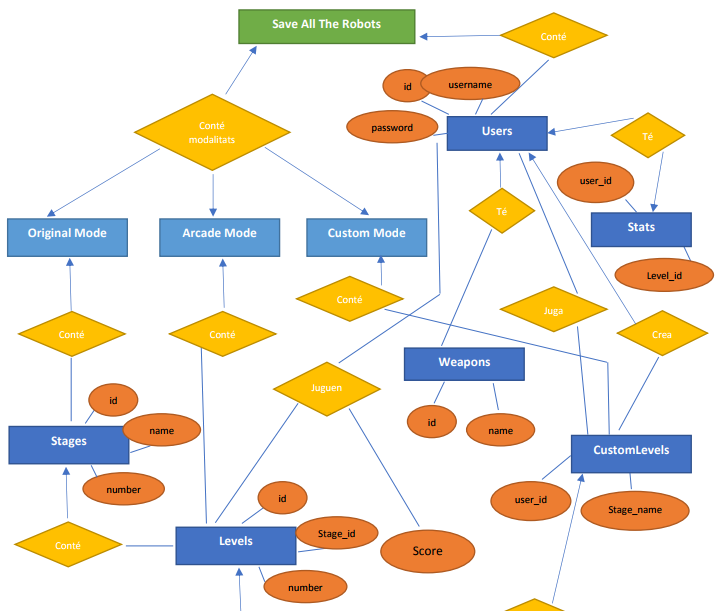 Save All The Robots
Conté
id
username
password
Users
Conté
modalitats
Té
user_id
Stats
Level_id
Té
Original Mode
Arcade Mode
Custom Mode
Conté
Juga
Conté
Conté
Crea
Weapons
Juguen
id
name
id
name
Stages
number
CustomLevels
user_id
Stage_name
id
Stage_id
Levels
Conté
Score
number